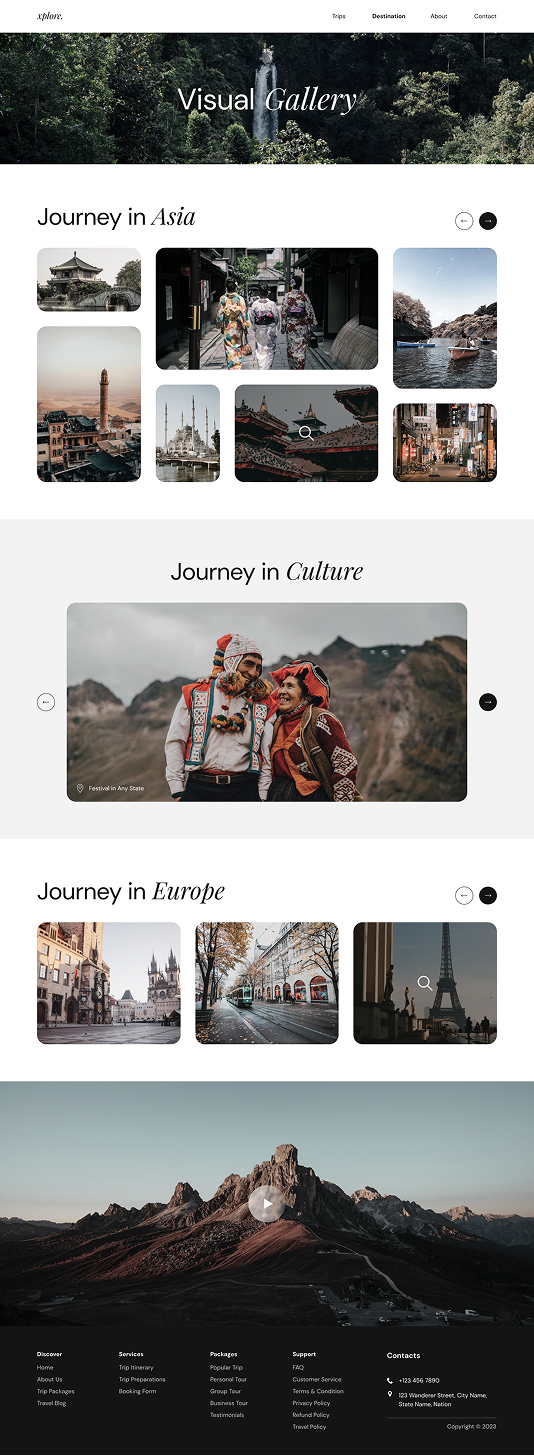 xplore.
Trips Destination About Contact
Visual Gallery
Journey in Asia
Journey in Culture
Festival in Any State
Journey in Europe
Discover
Home
About Us
Trip Packages
Travel Blog
Services
Trip Itinerary
Trip Preparations
Booking Form
Packages
Popular Trip
Personal Tour
Group Tour
Business Tour
Testimonials
Support
FAQ
Customer Service
Terms & Condition
Privacy Policy
Refund Policy
Travel Policy
Contacts
+123 456 7890
123 Wanderer Street, City Name,
State Name, Nation
Copyright © 2023